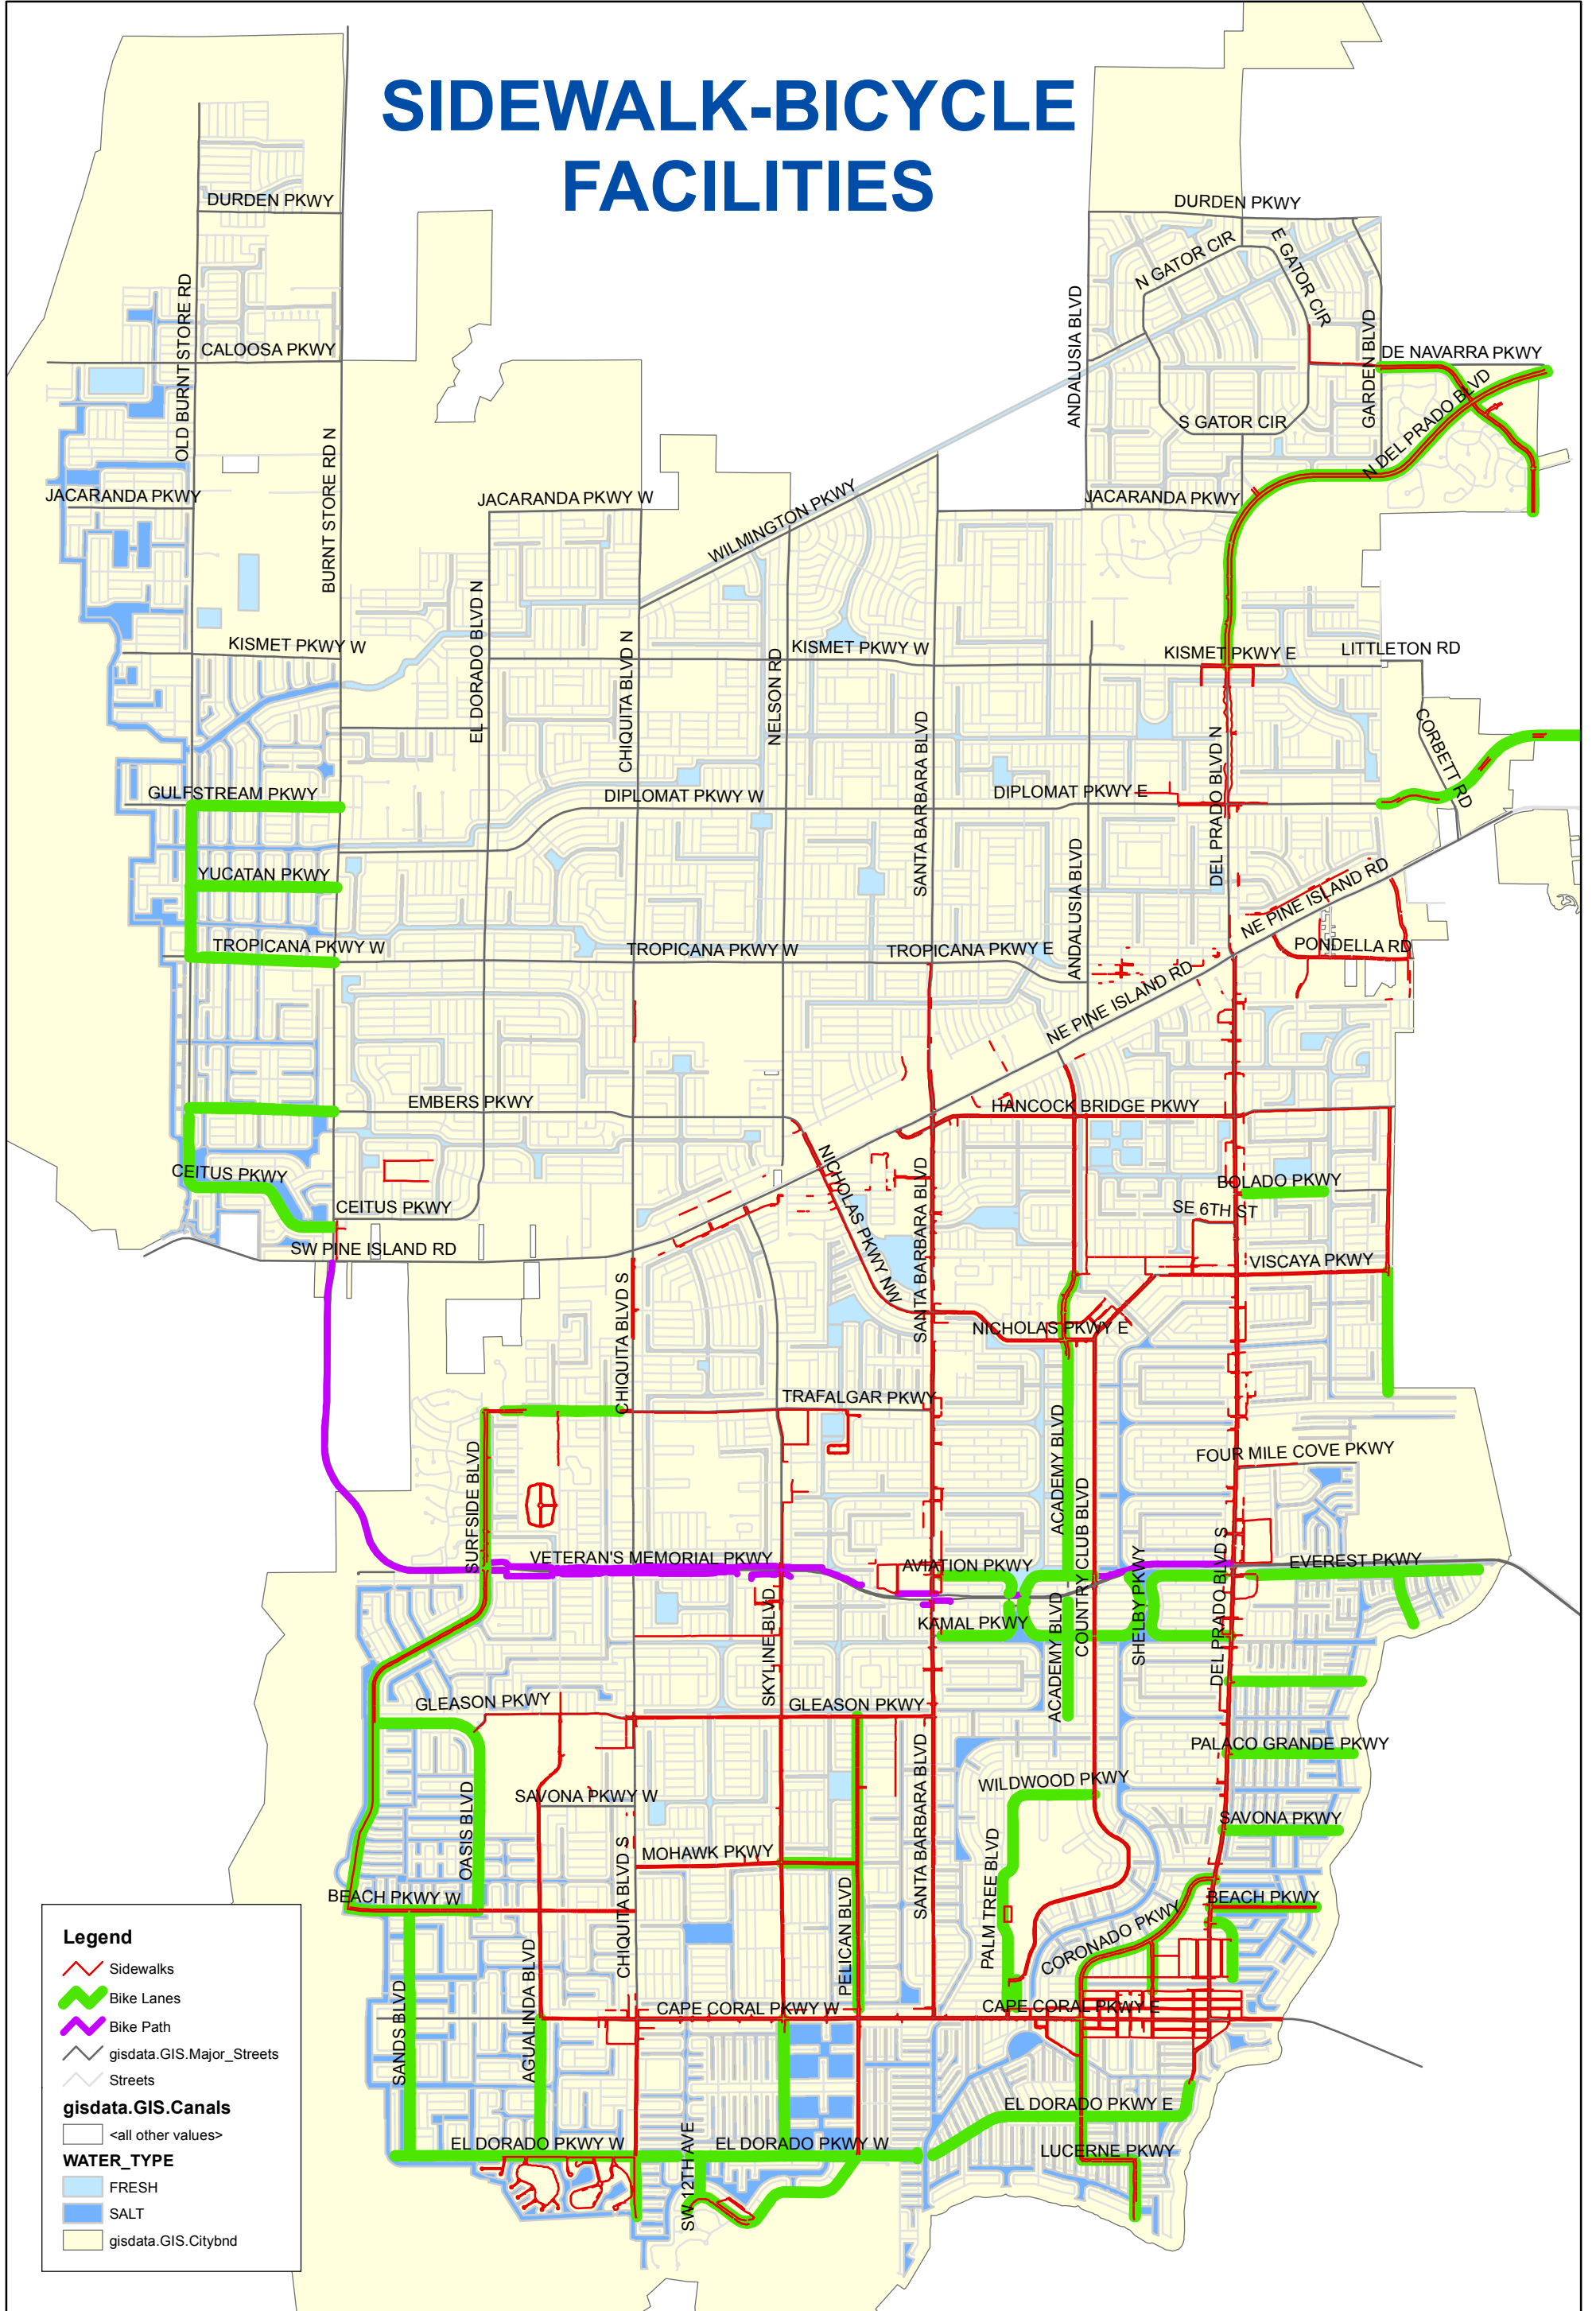 SIDEWALK-BICYCLE
FACILITIES
DURDEN PKWY
DURDEN PKWY
N GATOR CIR
E GATOR CIR
OLD BURNT STORE RD
ANDALUSIA BLVD
GARDEN BLVD
CALOOSA PKWY
DE NAVARRA PKWY
N DEL PRADO BLVD
S GATOR CIR
BURNT STORE RD N
JACARANDA PKWY
JACARANDA PKWY W
WILMINGTON PKWY
JACARANDA PKWY
EL DORADO BLVD N
CHIQUITA BLVD N
NELSON RD
KISMET PKWY W
KISMET PKWY W
KISMET PKWY E
LITTLETON RD
SANTA BARBARA BLVD
DEL PRADO BLVD N
CORBETT RD
GULFSTREAM PKWY
DIPLOMAT PKWY W
DIPLOMAT PKWY E
ANDALUSIA BLVD
YUCATAN PKWY
NE PINE ISLAND RD
TROPICANA PKWY W
TROPICANA PKWY W
TROPICANA PKWY E
PONDELLA RD
NE PINE ISLAND RD
EMBERS PKWY
HANCOCK BRIDGE PKWY
CEITUS PKWY
NICHOLAS PKWY NW
SANTA BARBARA BLVD
BOLADO PKWY
CEITUS PKWY
SE 6TH ST
SW PINE ISLAND RD
VISCAYA PKWY
CHIQUITA BLVD S
NICHOLAS PKWY E
TRAFALGAR PKWY
SURFSIDE BLVD
ACADEMY BLVD
FOUR MILE COVE PKWY
COUNTRY CLUB BLVD
VETERAN'S MEMORIAL PKWY
AVIATION PKWY
SHELBY PKWY
DEL PRADO BLVD S
EVEREST PKWY
SKYLINE BLVD
KAMAL PKWY
ACADEMY BLVD
GLEASON PKWY
GLEASON PKWY
PALACO GRANDE PKWY
OASIS BLVD
SAVONA PKWY W
SANTA BARBARA BLVD
WILDWOOD PKWY
SAVONA PKWY
CHIQUITA BLVD S
MOHAWK PKWY
PELICAN BLVD
PALM TREE BLVD
BEACH PKWY W
BEACH PKWY
CORONADO PKWY
AGUALINDA BLVD
SANDS BLVD
CAPE CORAL PKWY W
CAPE CORAL PKWY E
EL DORADO PKWY E
EL DORADO PKWY W
SW 12TH AVE
EL DORADO PKWY W
LUCERNE PKWY
Legend
Sidewalks
Bike Lanes
Bike Path
gisdata.GIS.Major_Streets
Streets
gisdata.GIS.Canals
<all other values>
WATER_TYPE
FRESH
SALT
gisdata.GIS.Citybnd